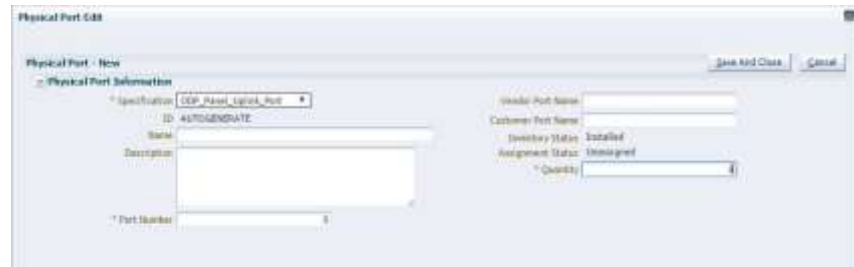 Physical Port Edit
Physical Port - New
Save And Close
Cancel
Physical Port Information
* Specification ODP_Panel_Uplink_Port
ID AUTOGENERATE
Name
Description
* Port Number
Vendor Port Name
Customer Port Name
Inventory Status Installed
Assignment Status Unassigned
* Quantity